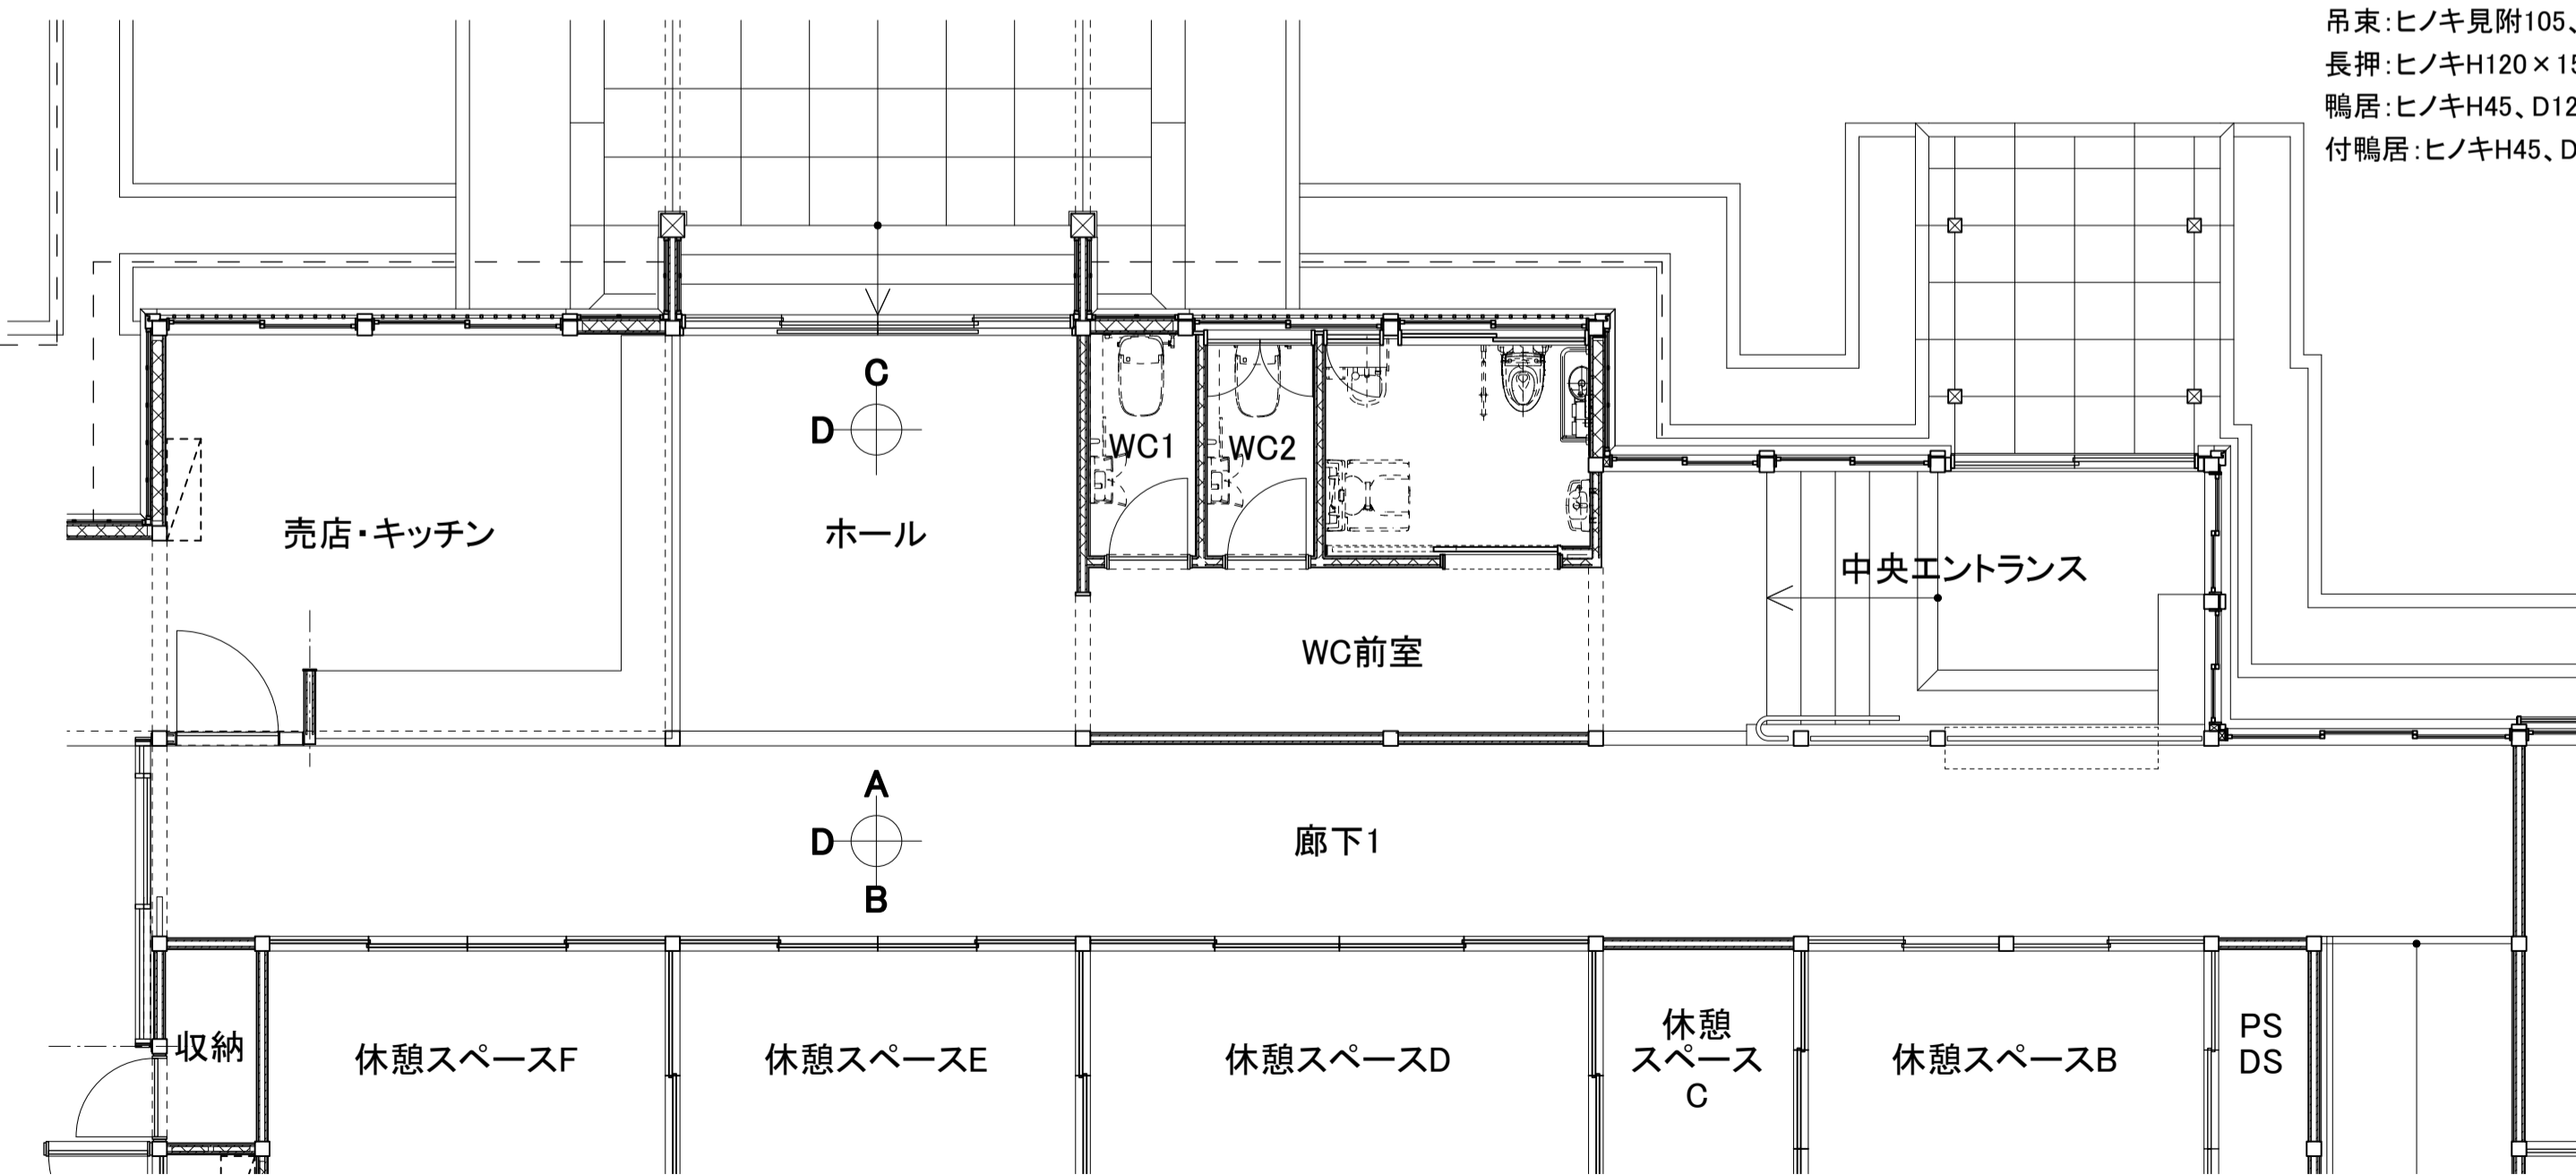 吊束:ヒノキ見附105、
長押:ヒノキH120×15
鴨居:ヒノキH45、D12
付鴨居:ヒノキH45、D
C
D
WC1
WC2
売店・キッチン
ホール
中央エントランス
WC前室
A
D
廊下1
B
収納
休憩スペースF
休憩スペースE
休憩スペースD
休憩
スペース
C
休憩スペースB
PS
DS